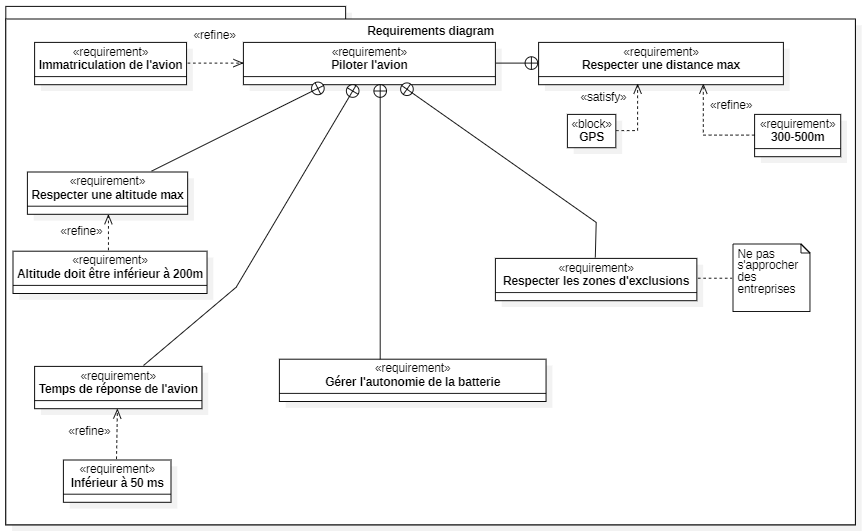 Requirements diagram
«refine»
«requirement»
Immatriculation de l'avion
«requirement»
Piloter l'avion
«requirement»
Respecter une distance max
«satisfy»
«refine»
«block»
GPS
«requirement»
300-500m
«requirement»
Respecter une altitude max
«refine»
«requirement»
Altitude doit être inférieur à 200m
«requirement»
Respecter les zones d'exclusions
Ne pas
s'approcher
des
entreprises
«requirement»
Temps de réponse de l'avion
«requirement»
Gérer l'autonomie de la batterie
«refine»
«requirement»
Inférieur à 50 ms